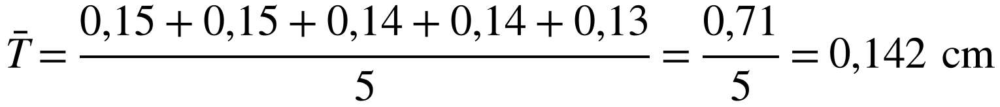 T̄ = (0,15 + 0,15 + 0,14 + 0,14 + 0,13)/5 = 0,71/5 = 0,142 cm